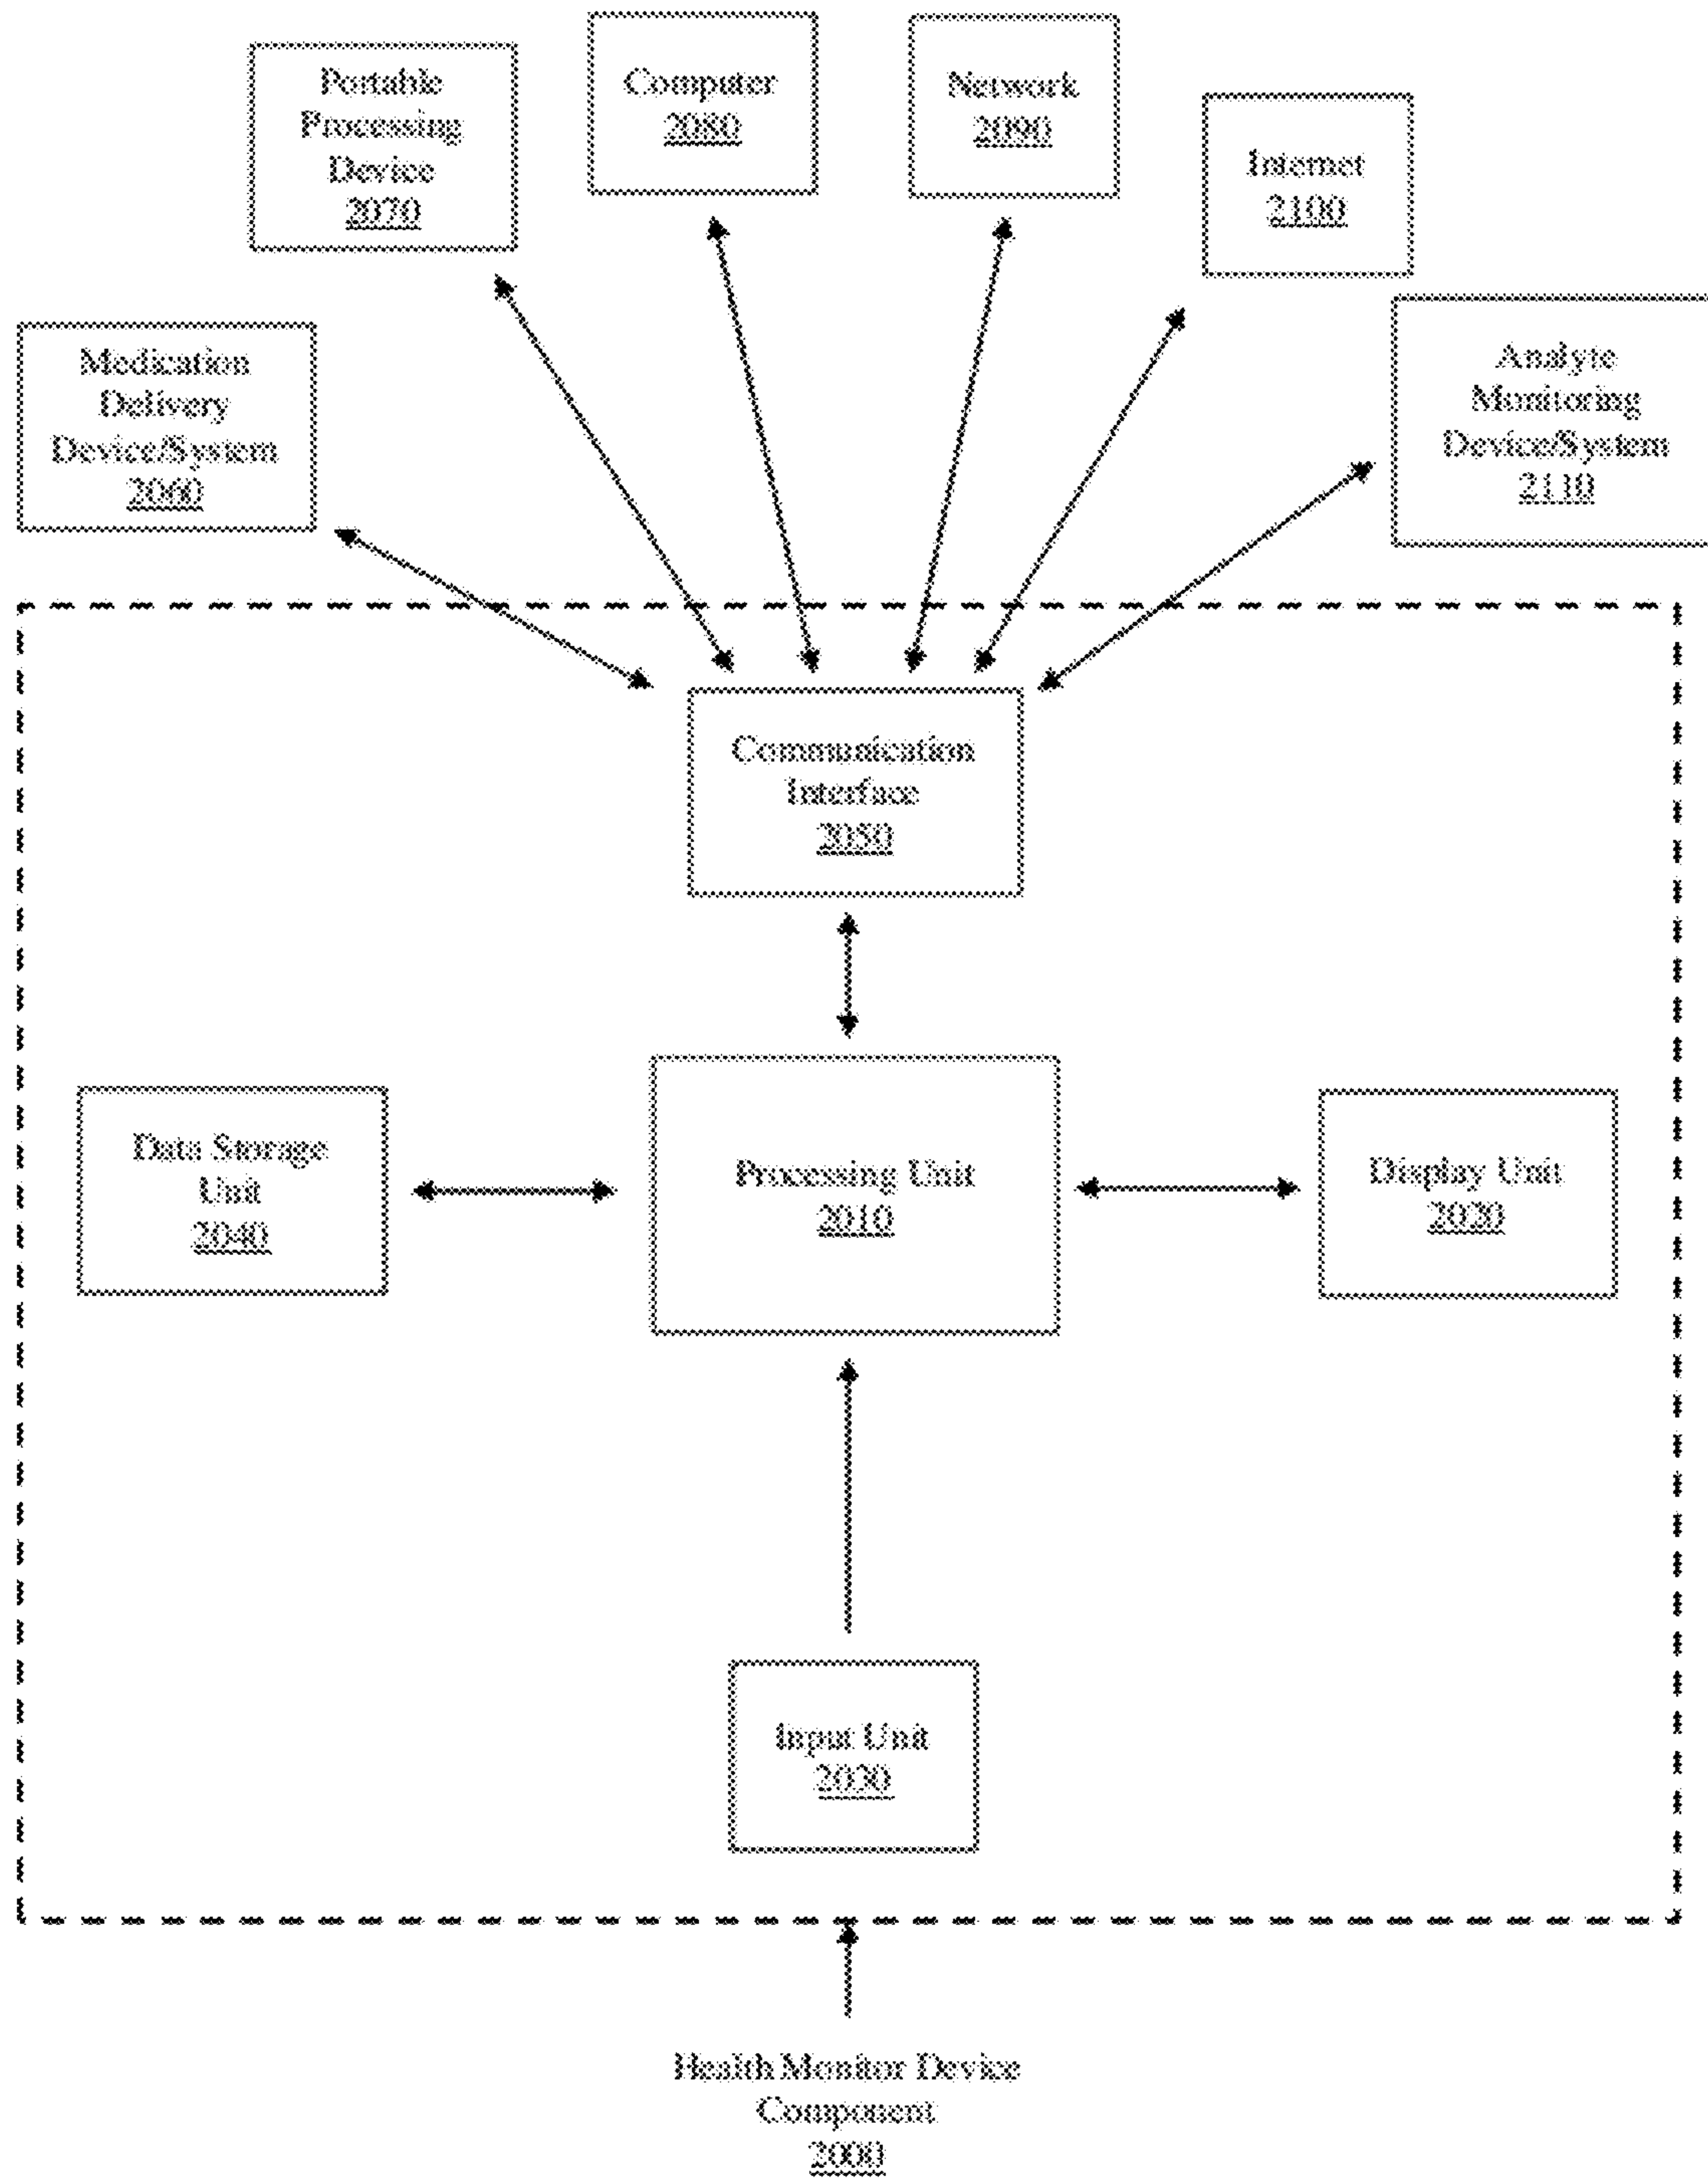 Portable
Processing
Device
2070
Computer
2080
Network
2090
Internet
2100
Medication
Delivery
Device/System
2060
Analyte
Monitoring
Device/System
2110
Communication
Interface
2050
Data Storage
Unit
2040
Processing Unit
2010
Display Unit
2020
Input Unit
2030
Health Monitor Device
Component
2000